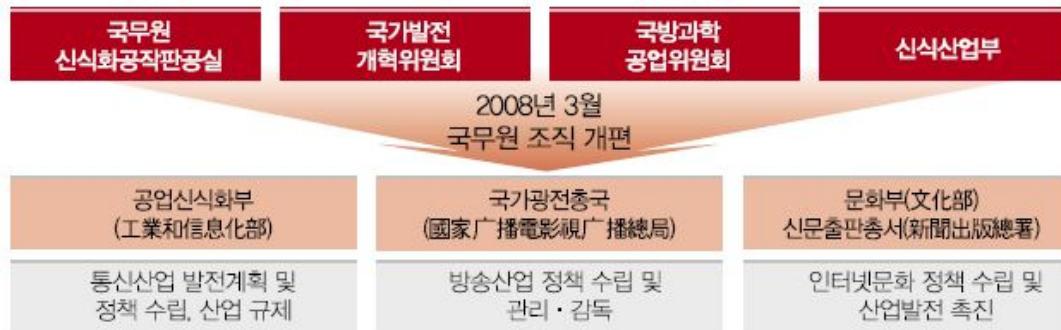 국무원
신식화공작판공실
국가발전
개혁위원회
국방과학
공업위원회
신식산업부
2008년 3월
국무원 조직 개편
공업신식화부
(工業和信息化部)
국가광전총국
(國家广播電影視广播總局)
문화부(文化部)
신문출판총서(新聞出版總署)
통신산업 발전계획 및
정책 수립, 산업 규제
방송산업 정책 수립 및
관리·감독
인터넷문화 정책 수립 및
산업발전 촉진